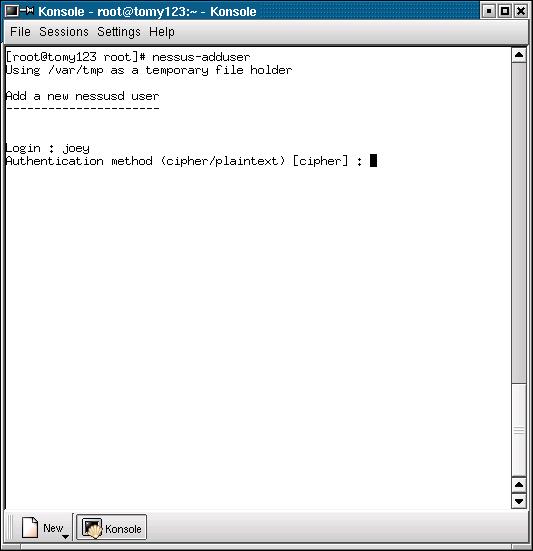 Konsole - root@tomy123:~ - Konsole
File Sessions Settings Help
[root@tomy123 root]# nessus-adduser
Using /var/tmp as a temporary file holder
Add a new nessusd user
----------------------
Login : joey
Authentication method (cipher/plaintext) [cipher] :
New
Konsole